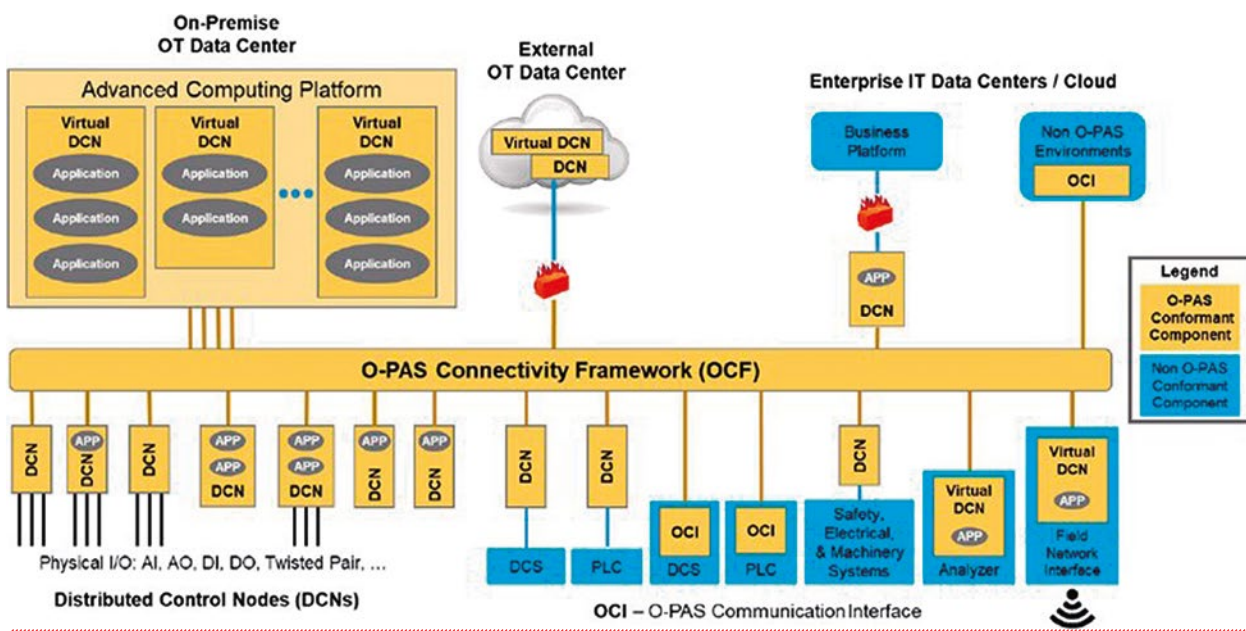 On-Premise
OT Data Center
Advanced Computing Platform
Virtual
DCN
Application
Application
Application
Virtual
DCN
Application
Application
Virtual
DCN
Application
Application
Application
External
OT Data Center
Virtual DCN
DCN
Enterprise IT Data Centers / Cloud
Business
Platform
APP
DCN
Non O-PAS
Environments
OCI
Legend
O-PAS
Conformant
Component
Non O-PAS
Conformant
Component
O-PAS Connectivity Framework (OCF)
DCN
APP
DCN
DCN
APP
APP
DCN
APP
APP
DCN
APP
DCN
APP
DCN
Physical I/O: AI, AO, DI, DO, Twisted Pair, ...
Distributed Control Nodes (DCNs)
DCN
DCS
DCN
PLC
OCI
DCS
OCI
PLC
DCN
Safety,
Electrical,
& Machinery
Systems
Virtual
DCN
APP
Analyzer
Virtual
DCN
APP
Field
Network
Interface
OCI – O-PAS Communication Interface